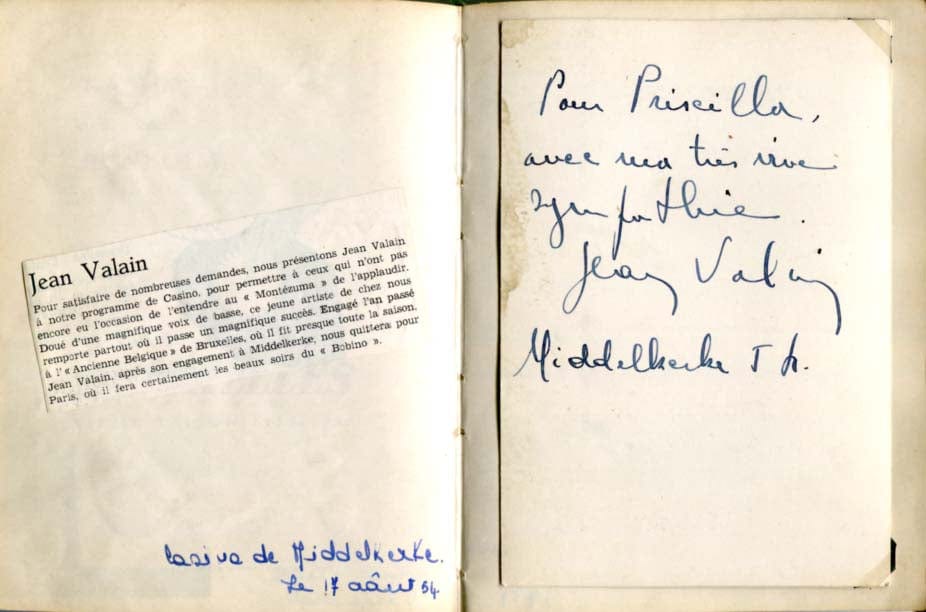 Jean Valain
Pour satisfaire de nombreuses demandes, nous présentons Jean Valain
à notre programme de Casino, pour permettre à ceux qui n'ont pas
encore eu l'occasion de l'entendre au « Montézuma » de l'applaudir.
Doué d'une magnifique voix de basse, ce jeune artiste de chez nous
remporte partout où il passe un magnifique succès. Engagé l'an passé
à l'« Ancienne Belgique » de Bruxelles, où il fit presque toute la saison,
Jean Valain, après son engagement à Middelkerke, nous quittera pour
Paris, où il fera certainement les beaux soirs du « Bobino ».
Casino de Middelkerke.
Le 17 août 54
Pour Priscilla,
avec ma très vive
sympathie.
Jean Valain
Middelkerke